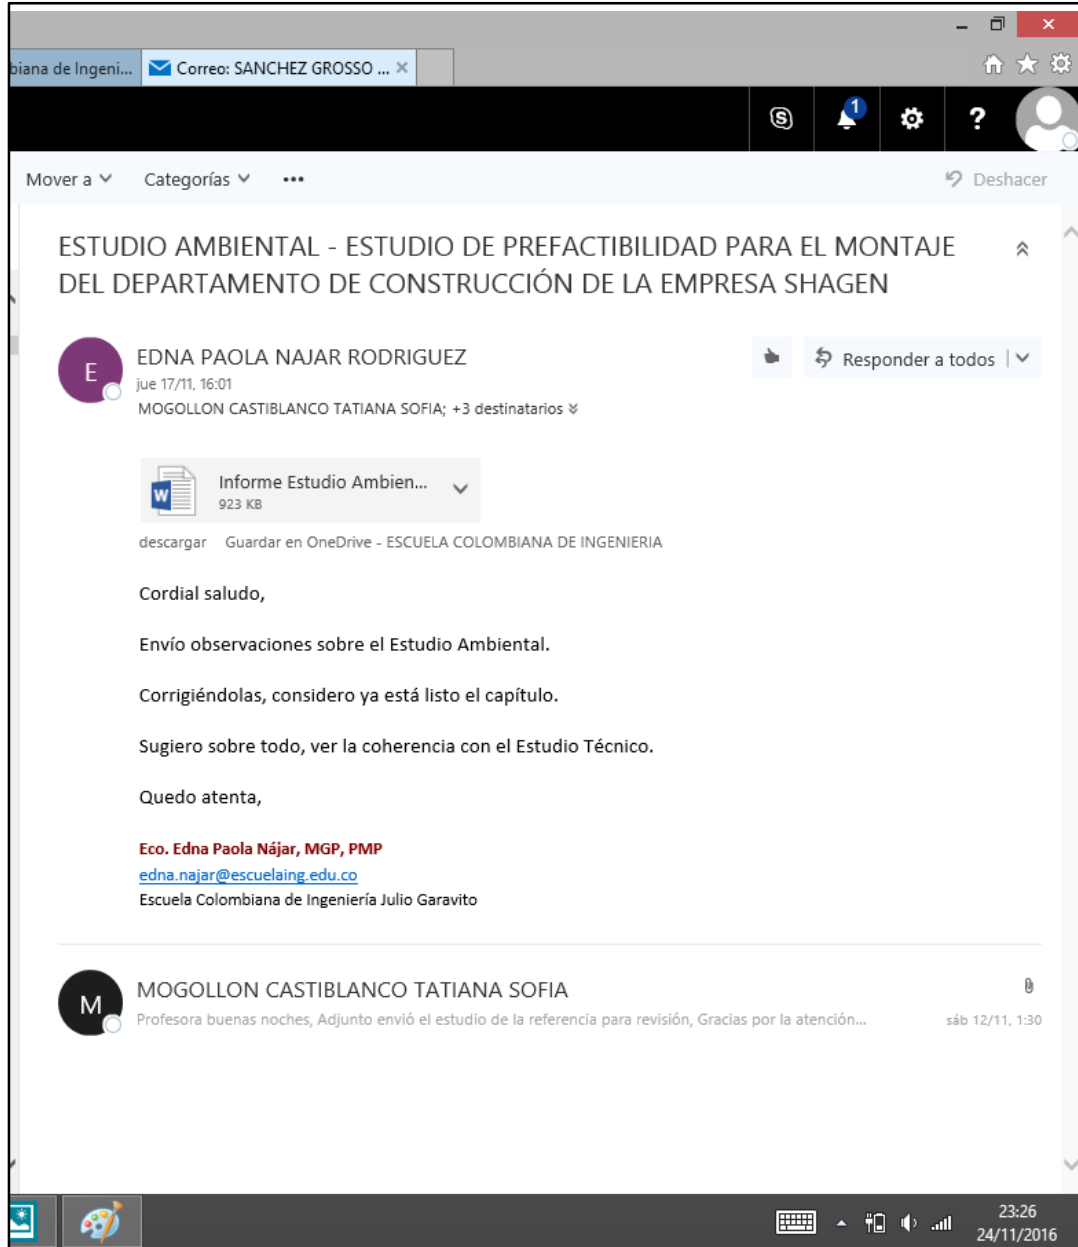 biana de Ingeni...
Correo: SANCHEZ GROSSO ...
1
Mover a
Categorías
Deshacer
ESTUDIO AMBIENTAL - ESTUDIO DE PREFACTIBILIDAD PARA EL MONTAJE
DEL DEPARTAMENTO DE CONSTRUCCIÓN DE LA EMPRESA SHAGEN
E
EDNA PAOLA NAJAR RODRIGUEZ
jue 17/11, 16:01
Responder a todos
MOGOLLON CASTIBLANCO TATIANA SOFIA; +3 destinatarios
Informe Estudio Ambien...
923 KB
descargar Guardar en OneDrive - ESCUELA COLOMBIANA DE INGENIERIA
Cordial saludo,
Envío observaciones sobre el Estudio Ambiental.
Corrigiéndolas, considero ya está listo el capítulo.
Sugiero sobre todo, ver la coherencia con el Estudio Técnico.
Quedo atenta,
Eco. Edna Paola Nájar, MGP, PMP
edna.najar@escuelaing.edu.co
Escuela Colombiana de Ingeniería Julio Garavito
M
MOGOLLON CASTIBLANCO TATIANA SOFIA
Profesora buenas noches, Adjunto envió el estudio de la referencia para revisión, Gracias por la atención...
sáb 12/11, 1:30
23:26
24/11/2016